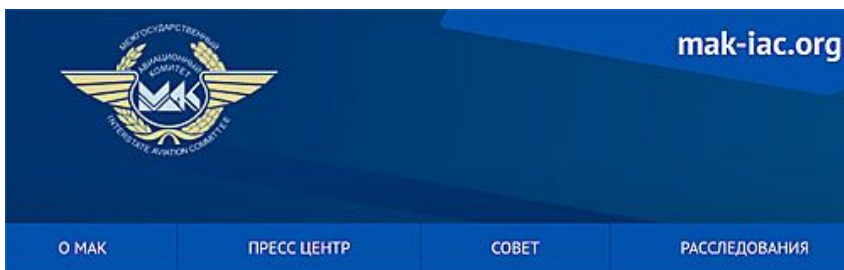 МЕЖГОСУДАРСТВЕННЫЙ
АВИАЦИОННЫЙ
КОМИТЕТ
МАК
INTERSTATE AVIATION COMMITTEE
mak-iac.org
О МАК
ПРЕСС ЦЕНТР
СОВЕТ
РАССЛЕДОВАНИЯ